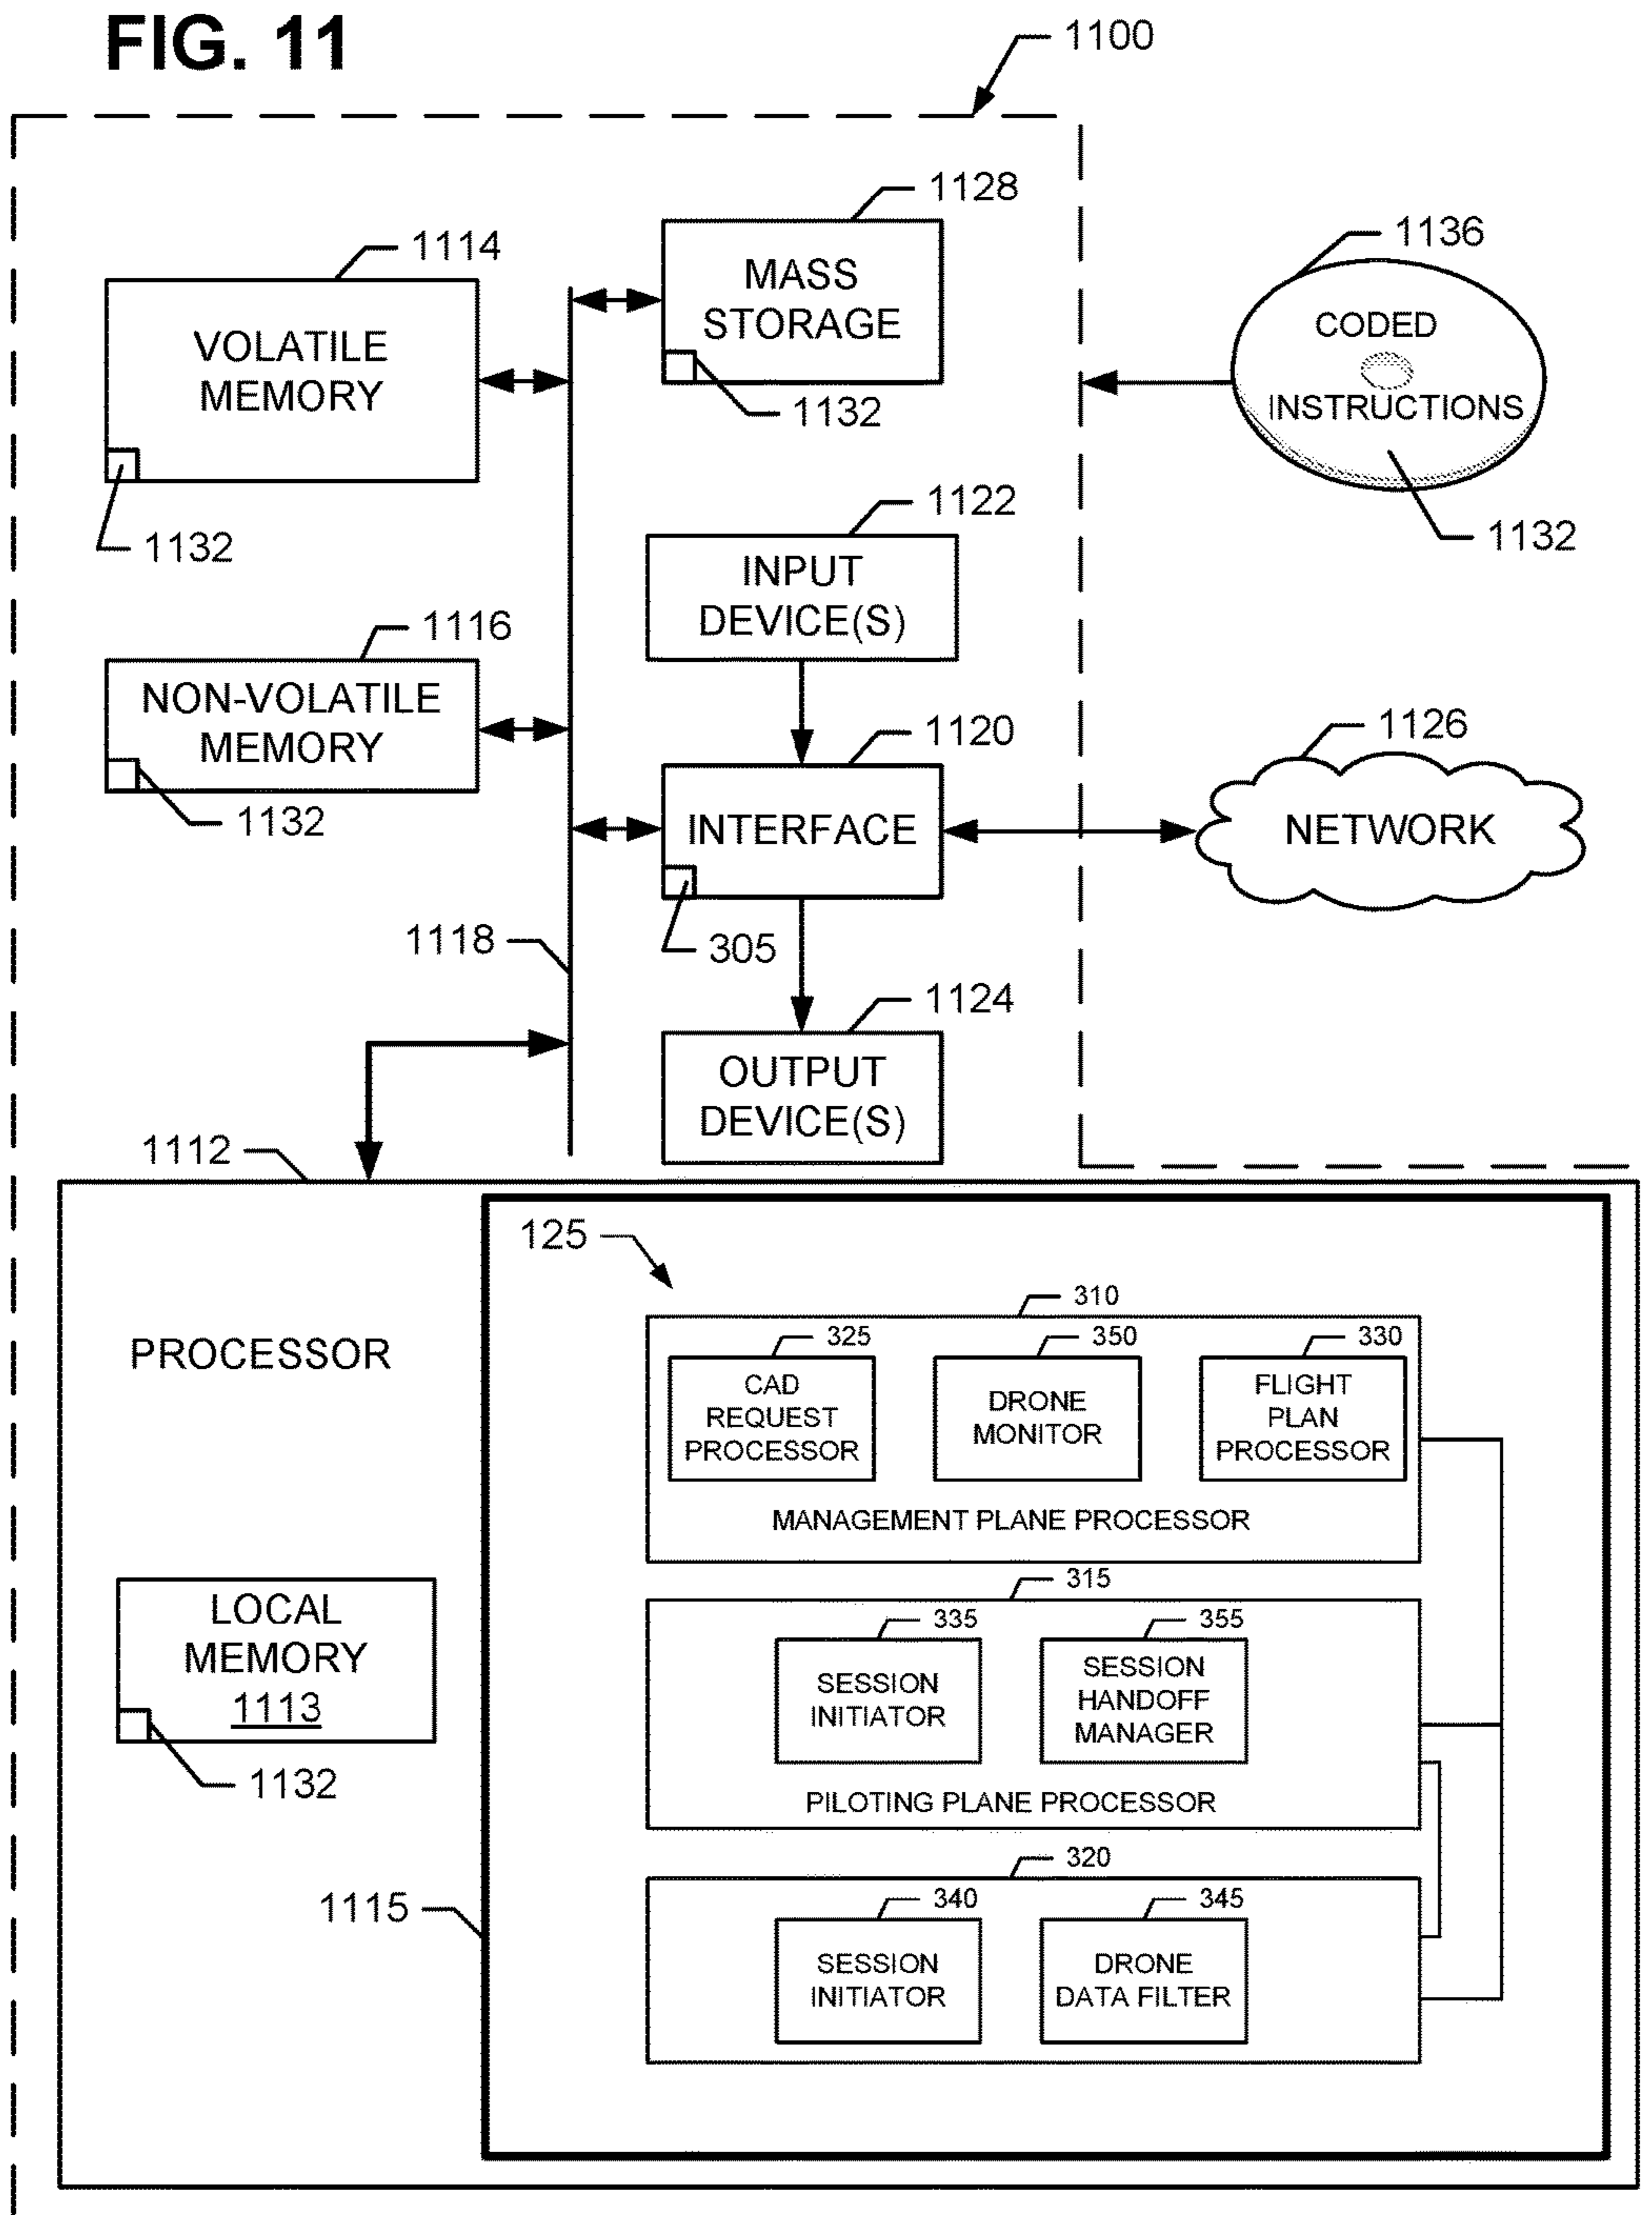 FIG. 11
1100
1128
1114
1136
MASS
STORAGE
CODED
INSTRUCTIONS
VOLATILE
MEMORY
1132
1132
1132
1122
INPUT
DEVICE(S)
1116
NON-VOLATILE
MEMORY
1132
1120
1126
INTERFACE
NETWORK
305
1118
1124
OUTPUT
DEVICE(S)
1112
125
PROCESSOR
310
325
350
330
CAD
REQUEST
PROCESSOR
DRONE
MONITOR
FLIGHT
PLAN
PROCESSOR
MANAGEMENT PLANE PROCESSOR
315
335
355
SESSION
INITIATOR
SESSION
HANDOFF
MANAGER
PILOTING PLANE PROCESSOR
LOCAL
MEMORY
1113
1132
320
340
345
SESSION
INITIATOR
DRONE
DATA FILTER
1115